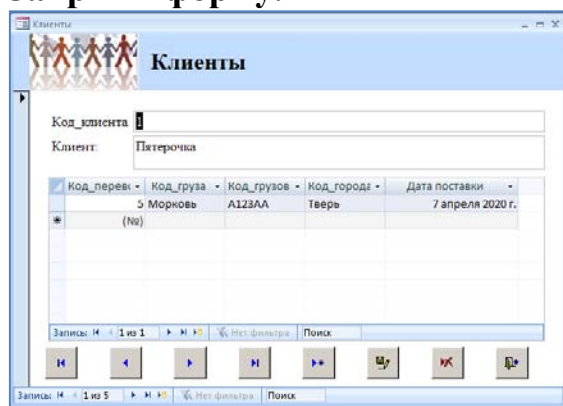 Клиенты
Клиенты
Код_клиента 1
Клиент: Пятерочка
Код_перев Код_груза Код_грузов Код_города Дата поставки
5 Морковь А123АА Тверь 7 апреля 2020 г.
(№)
Запись: 1 из 1 Нет фильтра Поиск
Запись: 1 из 5 Нет фильтра Поиск